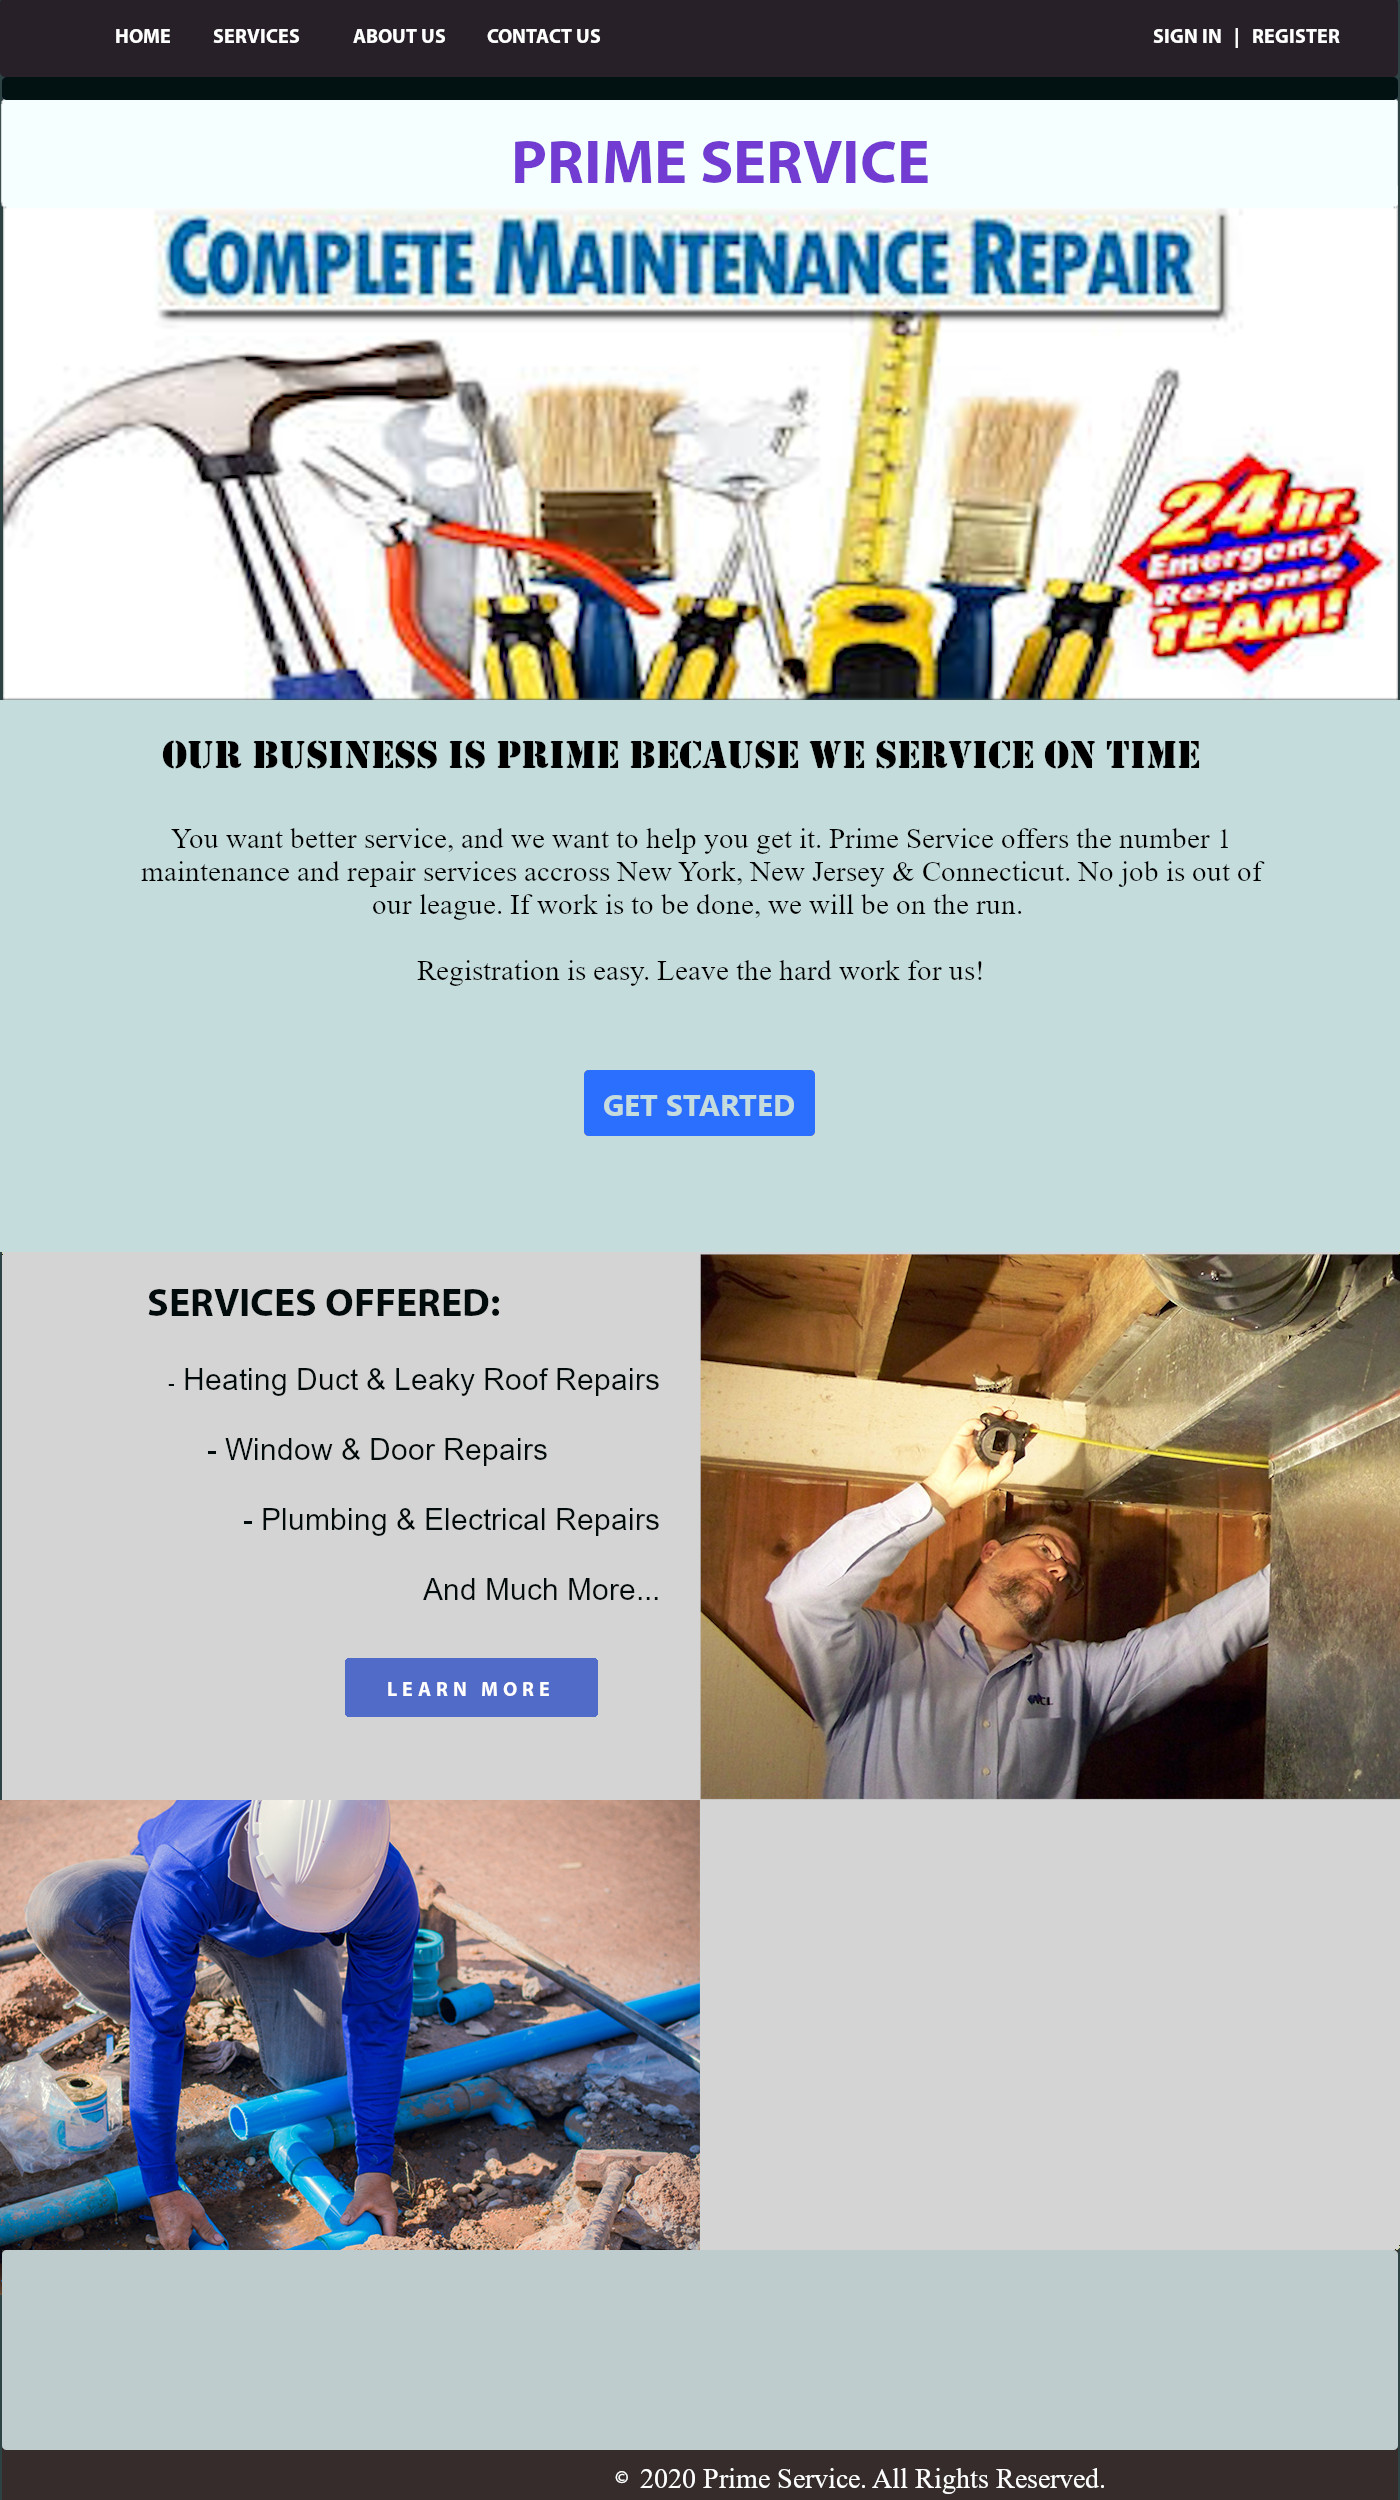 HOME SERVICES ABOUT US CONTACT US SIGN IN | REGISTER
PRIME SERVICE
COMPLETE MAINTENANCE REPAIR
24hr.
Emergency
Response
TEAM!
OUR BUSINESS IS PRIME BECAUSE WE SERVICE ON TIME
You want better service, and we want to help you get it. Prime Service offers the number 1
maintenance and repair services accross New York, New Jersey & Connecticut. No job is out of
our league. If work is to be done, we will be on the run.
Registration is easy. Leave the hard work for us!
GET STARTED
SERVICES OFFERED:
- Heating Duct & Leaky Roof Repairs
- Window & Door Repairs
- Plumbing & Electrical Repairs
And Much More...
LEARN MORE
© 2020 Prime Service. All Rights Reserved.